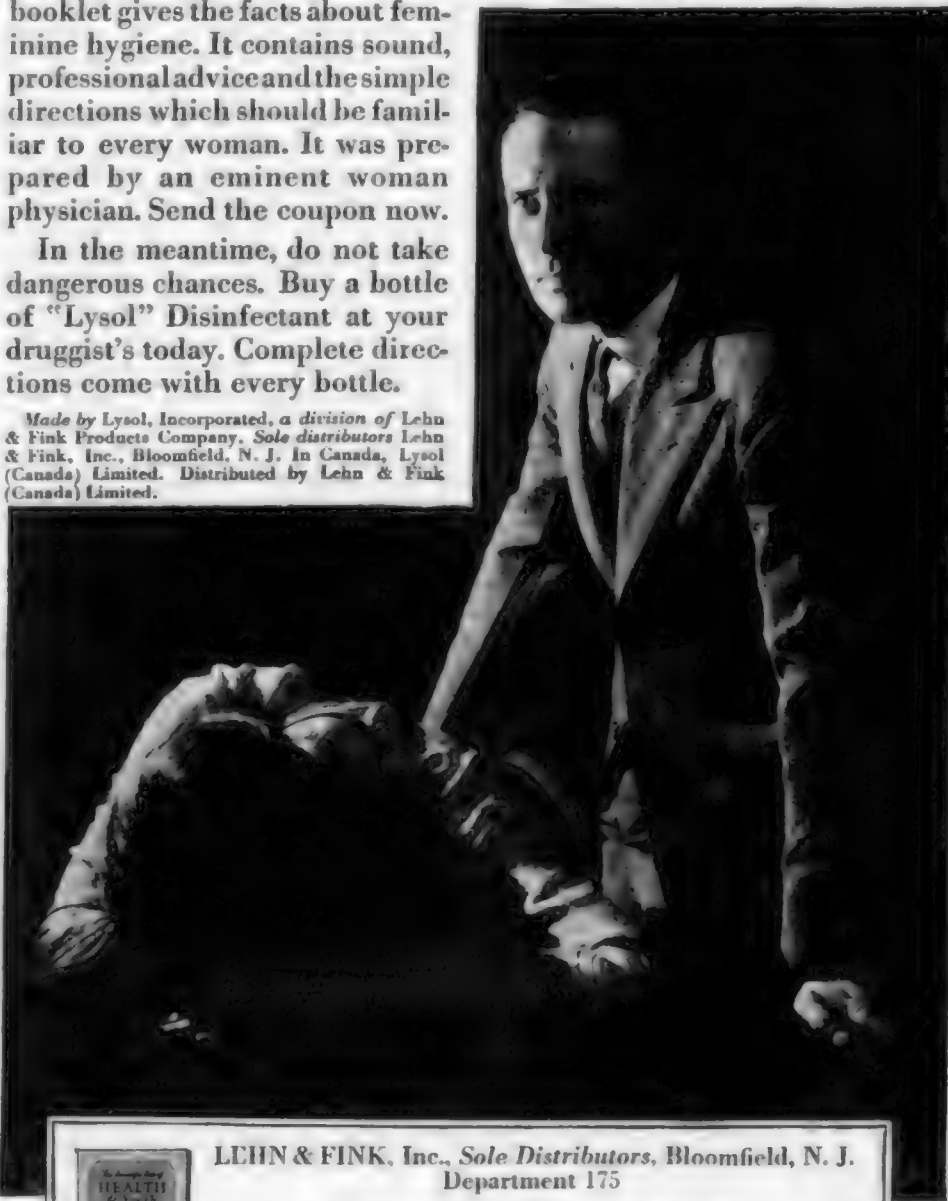 booklet gives the facts about fem-
inine hygiene. It contains sound,
professional advice and the simple
directions which should be famil-
iar to every woman. It was pre-
pared by an eminent woman
physician. Send the coupon now.
In the meantime, do not take
dangerous chances. Buy a bottle
of “Lysol” Disinfectant at your
druggist’s today. Complete direc-
tions come with every bottle.
Made by Lysol, Incorporated, a division of Lehn
& Fink Products Company. Sole distributors Lehn
& Fink, Inc., Bloomfield, N. J. In Canada, Lysol
(Canada) Limited. Distributed by Lehn & Fink
(Canada) Limited.
LEHN & FINK, Inc., Sole Distributors, Bloomfield, N. J.
Department 175
HEALTH